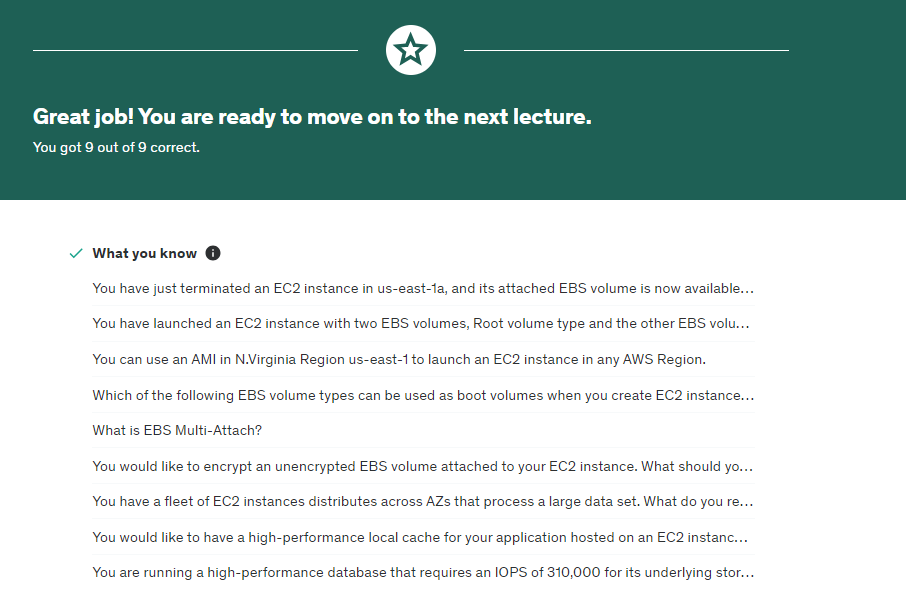 Great job! You are ready to move on to the next lecture.
You got 9 out of 9 correct.
What you know
You have just terminated an EC2 instance in us-east-1a, and its attached EBS volume is now available...
You have launched an EC2 instance with two EBS volumes, Root volume type and the other EBS volu...
You can use an AMI in N.Virginia Region us-east-1 to launch an EC2 instance in any AWS Region.
Which of the following EBS volume types can be used as boot volumes when you create EC2 instance...
What is EBS Multi-Attach?
You would like to encrypt an unencrypted EBS volume attached to your EC2 instance. What should yo...
You have a fleet of EC2 instances distributes across AZs that process a large data set. What do you re...
You would like to have a high-performance local cache for your application hosted on an EC2 instanc...
You are running a high-performance database that requires an IOPS of 310,000 for its underlying stor...